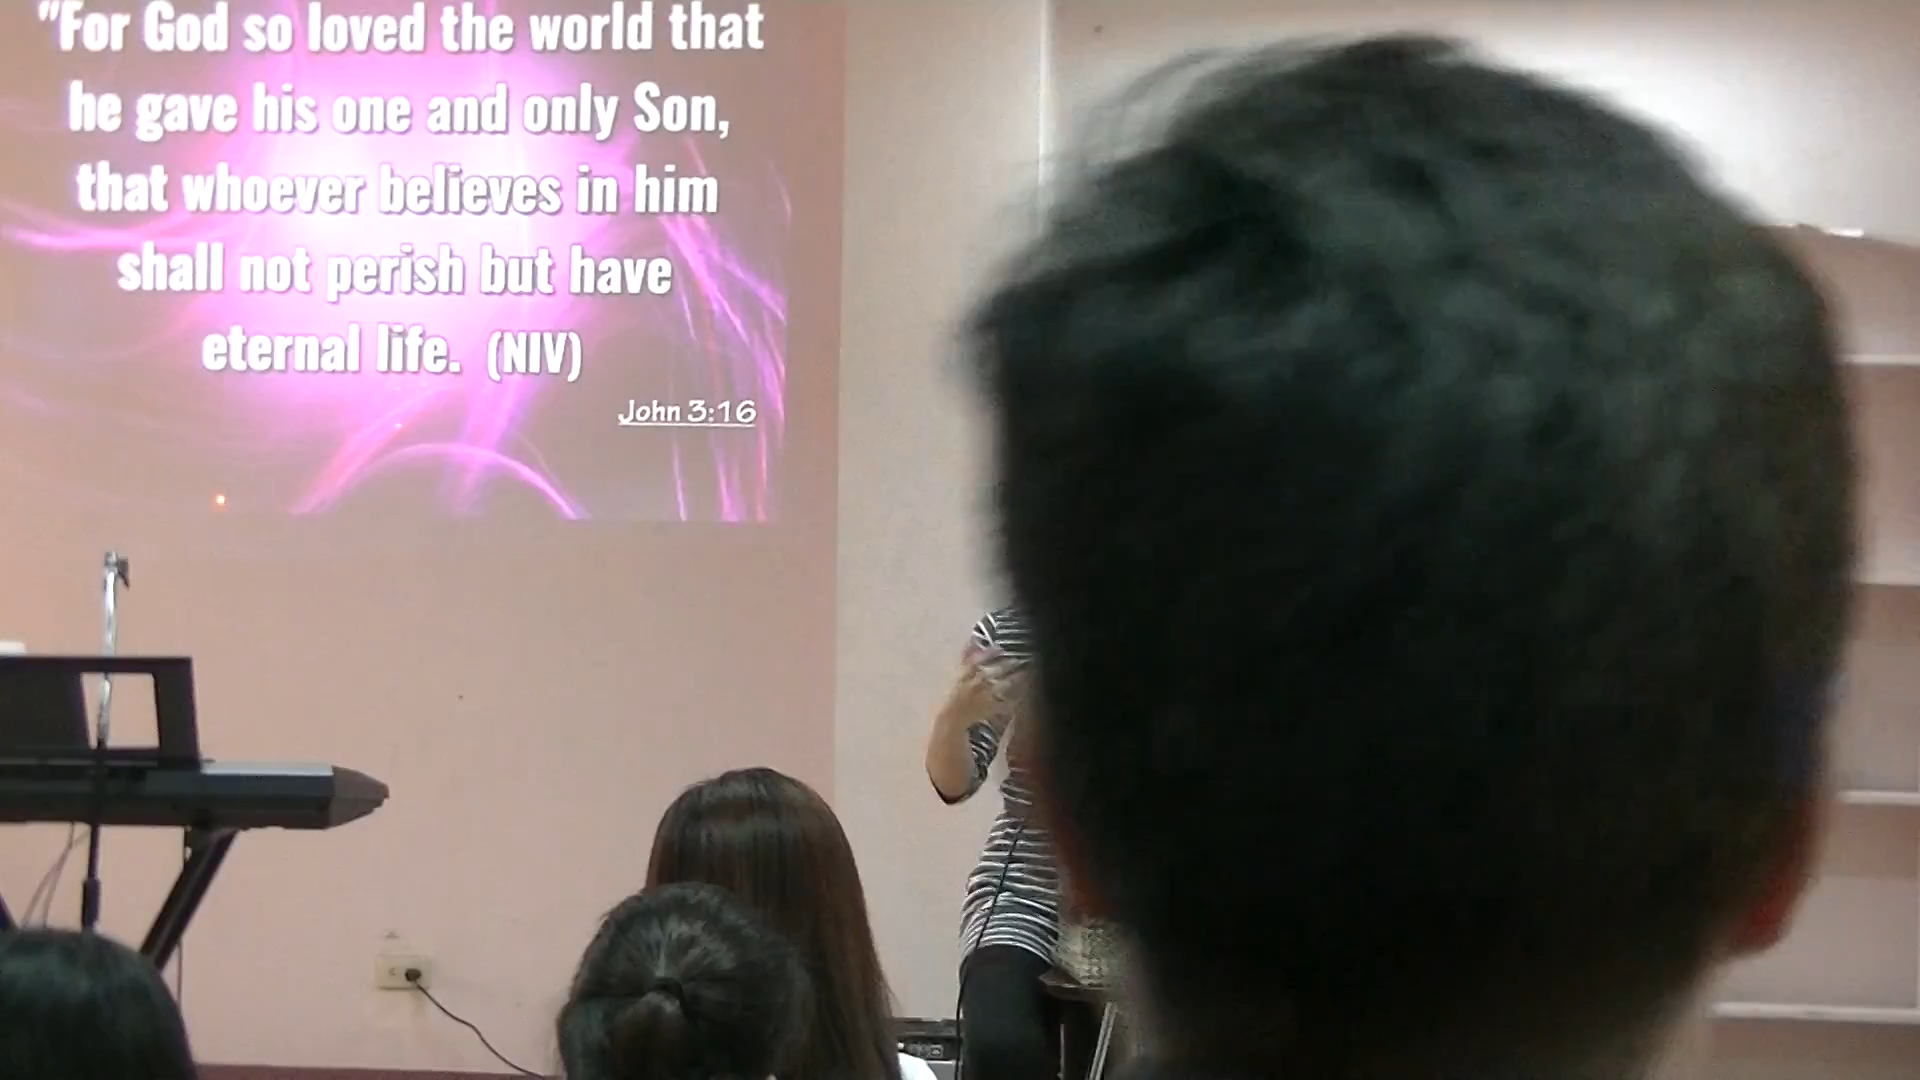 "For God so loved the world that
he gave his one and only Son,
that whoever believes in him
shall not perish but have
eternal life. (NIV)
John 3:16